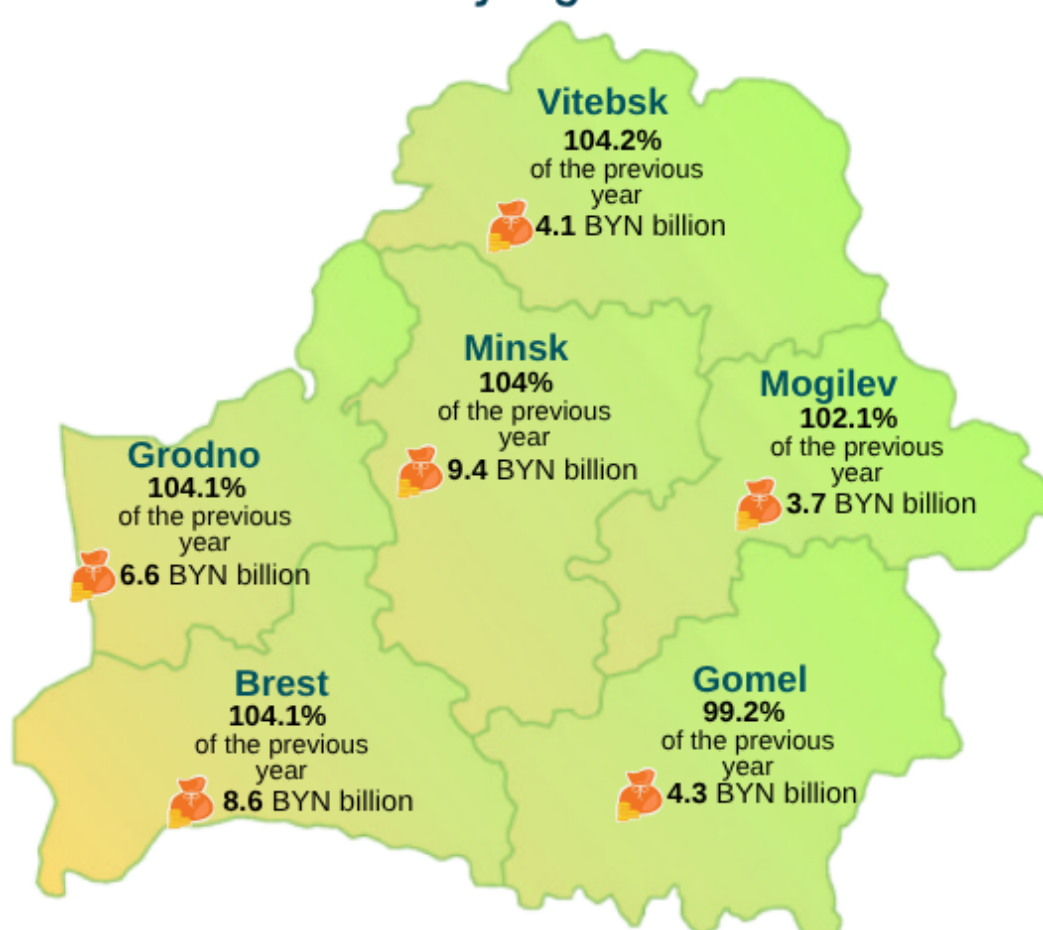 Vitebsk
104.2%
of the previous
year
4.1 BYN billion
Minsk
104%
of the previous
year
9.4 BYN billion
Mogilev
102.1%
of the previous
year
3.7 BYN billion
Grodno
104.1%
of the previous
year
6.6 BYN billion
Brest
104.1%
of the previous
year
8.6 BYN billion
Gomel
99.2%
of the previous
year
4.3 BYN billion